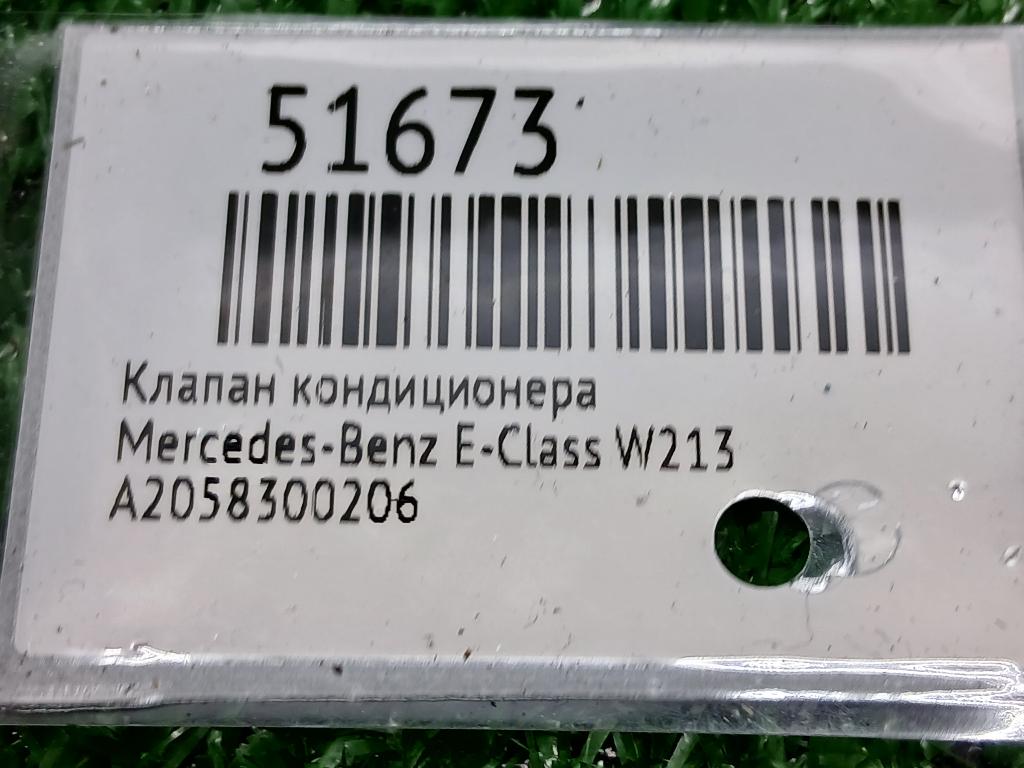 51673
Клапан кондиционера
Mercedes-Benz E-Class W213
A2058300206